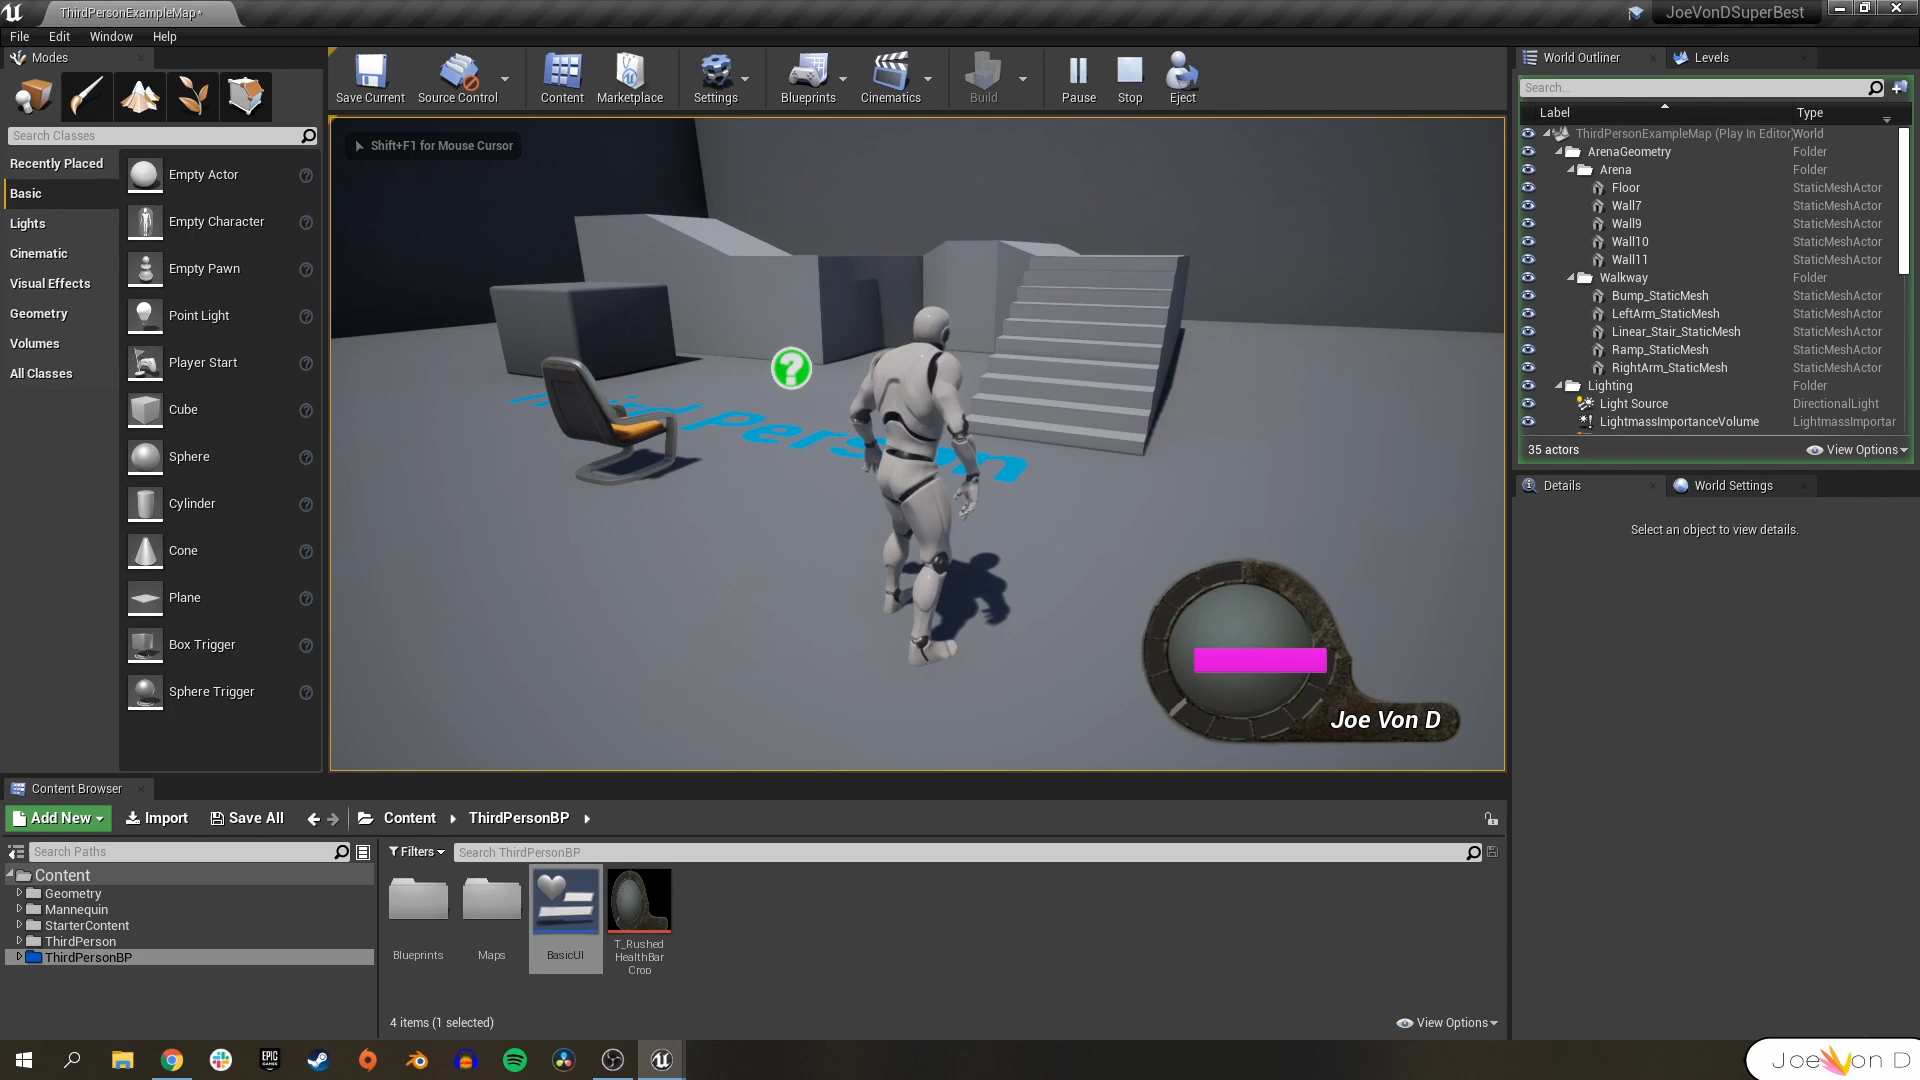 ThirdPersonExampleMap*
JoeVonDSuperBest
File Edit Window Help
Modes
Search Classes
Recently Placed
Basic
Lights
Cinematic
Visual Effects
Geometry
Volumes
All Classes
Empty Actor
Empty Character
Empty Pawn
Point Light
Player Start
Cube
Sphere
Cylinder
Cone
Plane
Box Trigger
Sphere Trigger
Save Current
Source Control
Content
Marketplace
Settings
Blueprints
Cinematics
Build
Pause
Stop
Eject
Shift+F1 for Mouse Cursor
?
Person
Joe Von D
World Outliner
Levels
Search...
Label Type
ThirdPersonExampleMap (Play In Editor) World
ArenaGeometry Folder
Arena Folder
Floor StaticMeshActor
Wall7 StaticMeshActor
Wall9 StaticMeshActor
Wall10 StaticMeshActor
Wall11 StaticMeshActor
Walkway Folder
Bump_StaticMesh StaticMeshActor
LeftArm_StaticMesh StaticMeshActor
Linear_Stair_StaticMesh StaticMeshActor
Ramp_StaticMesh StaticMeshActor
RightArm_StaticMesh StaticMeshActor
Lighting Folder
Light Source DirectionalLight
LightmassImportanceVolume LightmassImportar
35 actors
View Options
Details
World Settings
Select an object to view details.
Content Browser
Add New
Import
Save All
Content
ThirdPersonBP
Search Paths
Filters
Search ThirdPersonBP
Content
Geometry
Mannequin
StarterContent
ThirdPerson
ThirdPersonBP
Blueprints
Maps
BasicUI
T_Rushed
HealthBar
Crop
4 items (1 selected)
View Options
EPIC
GAMES
Joe Von D